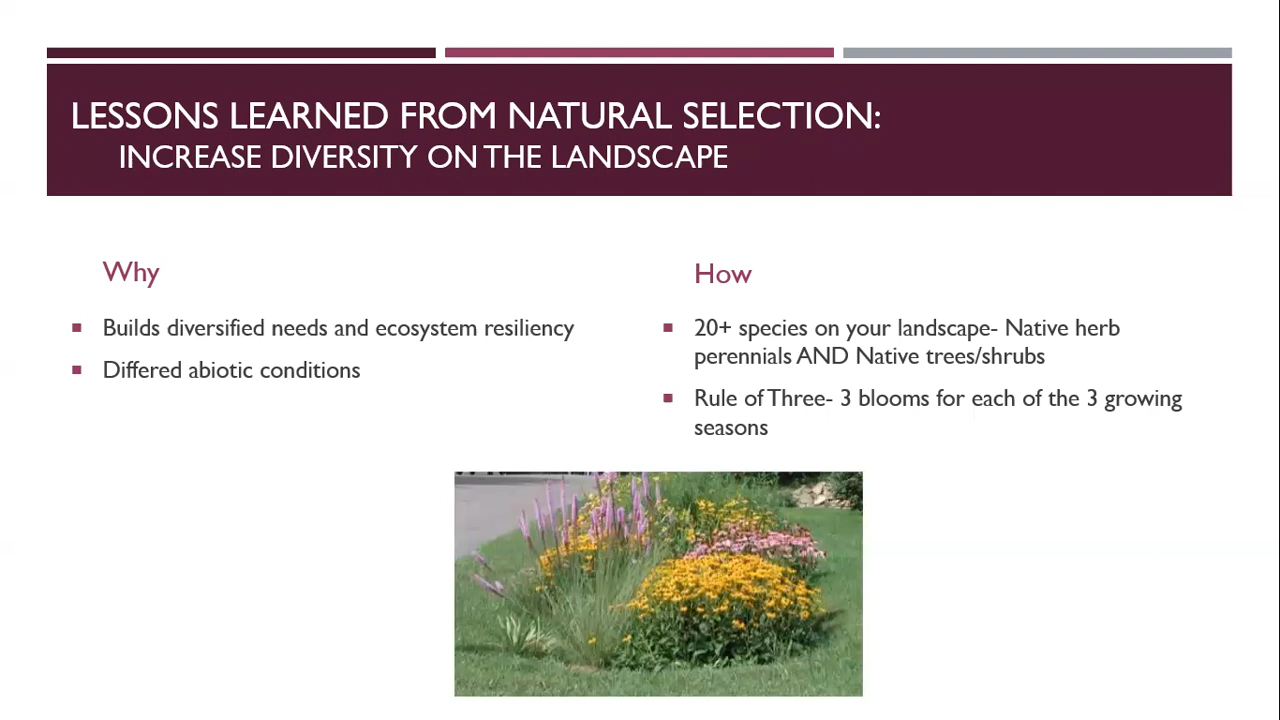 LESSONS LEARNED FROM NATURAL SELECTION:
INCREASE DIVERSITY ON THE LANDSCAPE
Why
Builds diversified needs and ecosystem resiliency
Differed abiotic conditions
How
20+ species on your landscape- Native herb
perennials AND Native trees/shrubs
Rule of Three- 3 blooms for each of the 3 growing
seasons